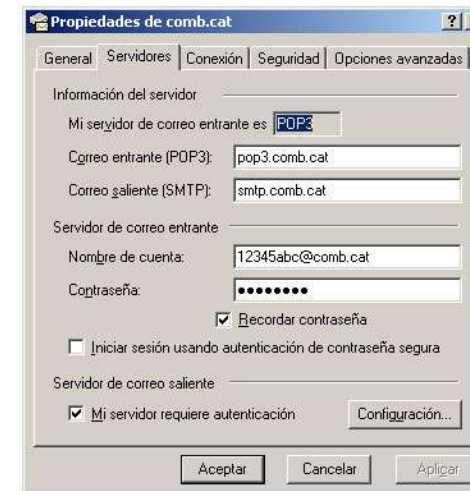 Propiedades de comb.cat
General Servidores Conexión Seguridad Opciones avanzadas
Información del servidor
Mi servidor de correo entrante es POP3
Correo entrante (POP3): pop3.comb.cat
Correo saliente (SMTP): smtp.comb.cat
Servidor de correo entrante
Nombre de cuenta: 12345abc@comb.cat
Contraseña: ●●●●●●●●
Recordar contraseña
Iniciar sesión usando autenticación de contraseña segura
Servidor de correo saliente
Mi servidor requiere autenticación Configuración...
Aceptar Cancelar Aplicar